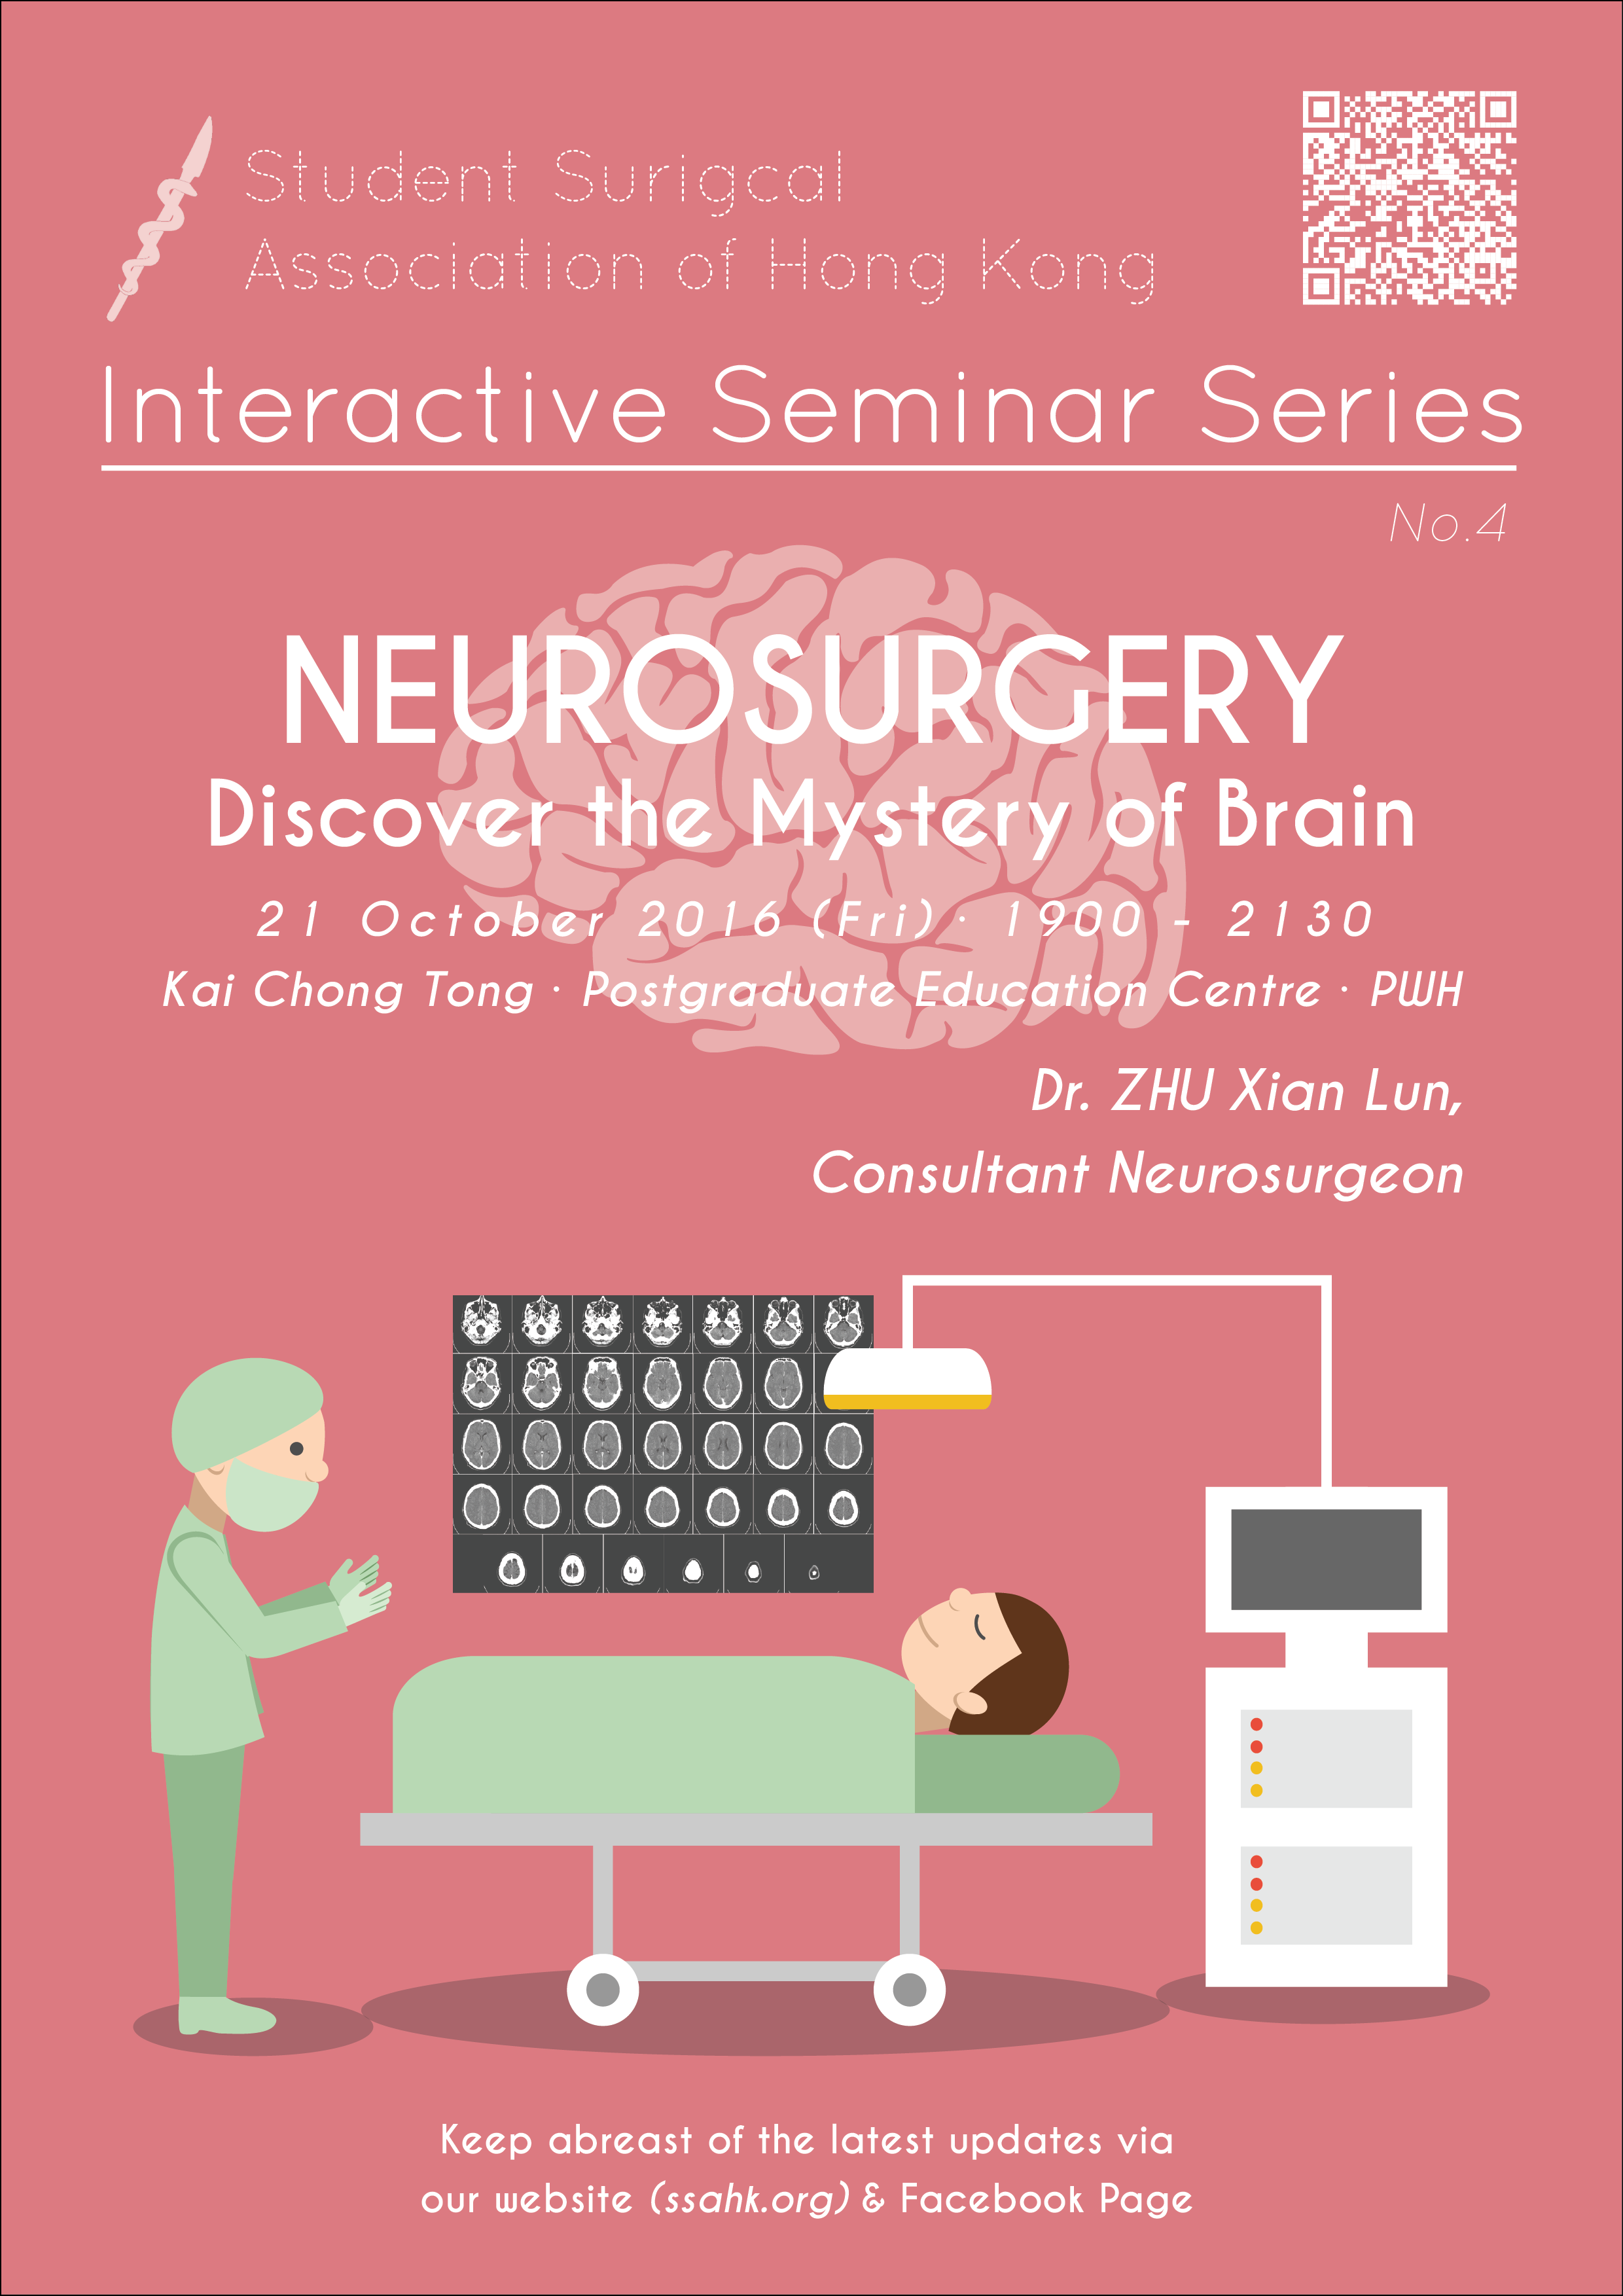 Student Surigcal
Association of Hong Kong
Interactive Seminar Series
No.4
NEUROSURGERY
Discover the Mystery of Brain
21 October 2016 (Fri) · 1900 - 2130
Kai Chong Tong · Postgraduate Education Centre · PWH
Dr. ZHU Xian Lun,
Consultant Neurosurgeon
Keep abreast of the latest updates via
our website (ssahk.org) & Facebook Page